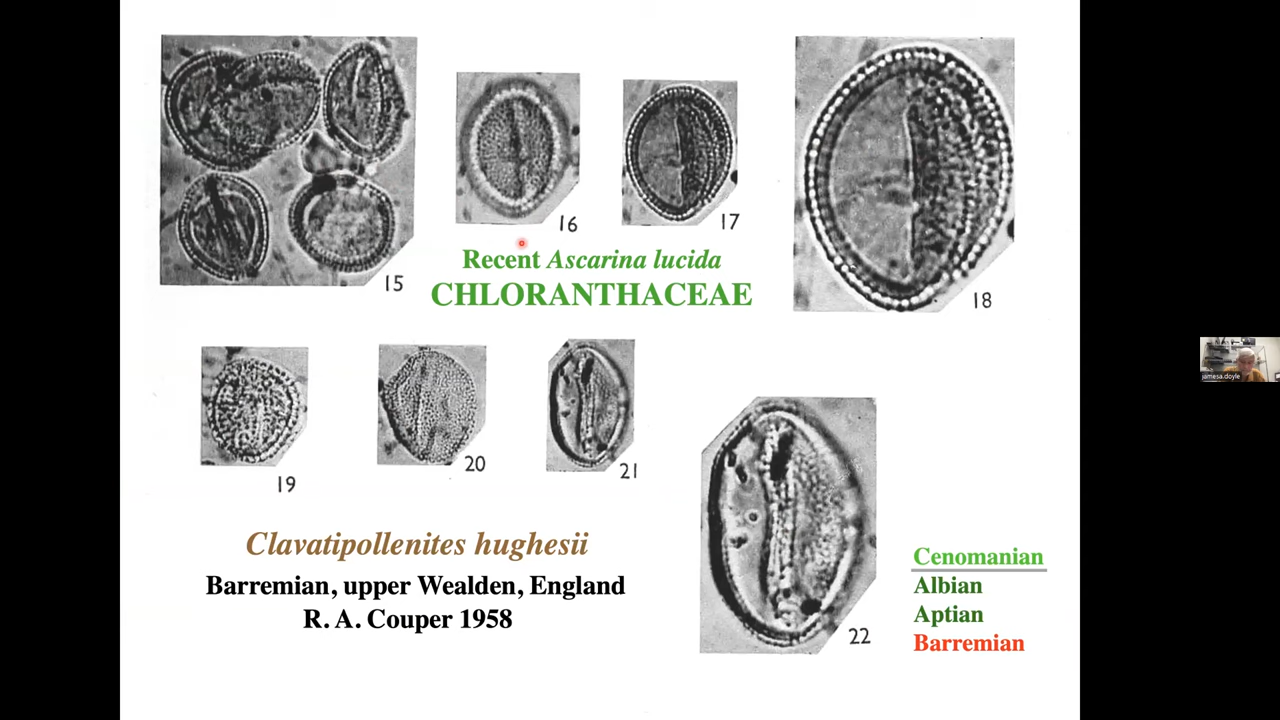 15
16
17
18
Recent Ascarina lucida
CHLORANTHACEAE
19
20
21
22
Clavatipollenites hughesii
Barremian, upper Wealden, England
R. A. Couper 1958
Cenomanian
Albian
Aptian
Barremian
jamesa.doyle